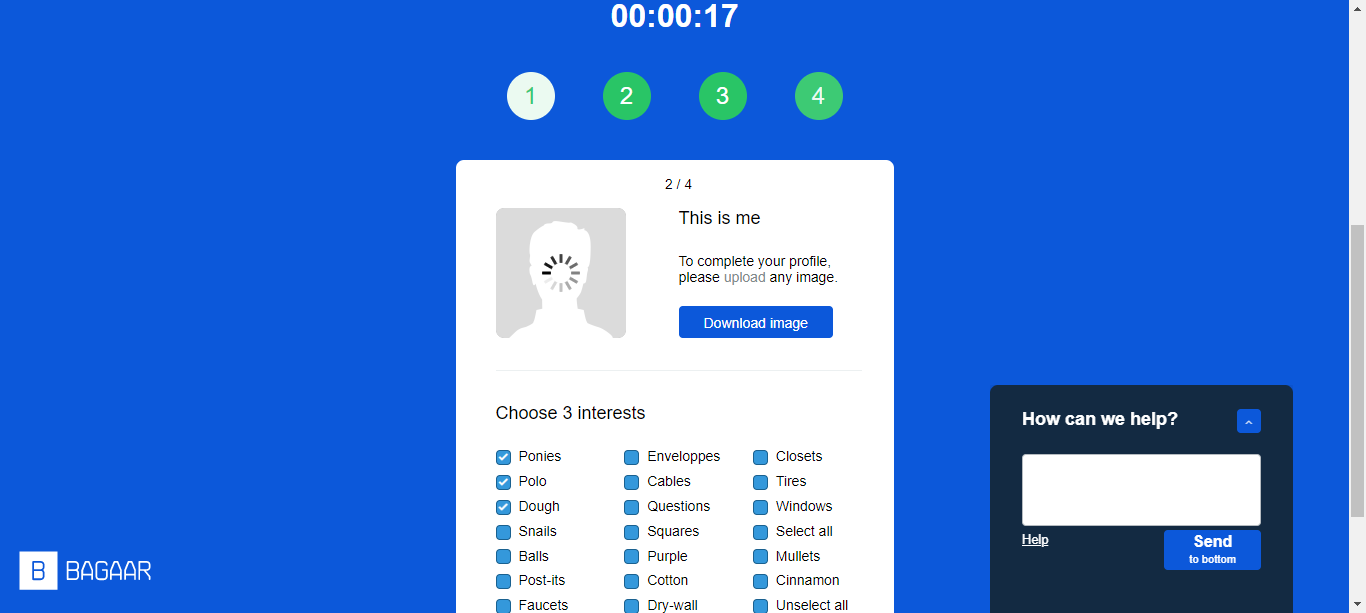 00:00:17
1 2 3 4
2 / 4
This is me
To complete your profile,
please upload any image.
Download image
Choose 3 interests
Ponies Enveloppes Closets
Polo Cables Tires
Dough Questions Windows
Snails Squares Select all
Balls Purple Mullets
Post-its Cotton Cinnamon
Faucets Dry-wall Unselect all
How can we help?
Help
Send
to bottom
B BAGAAR